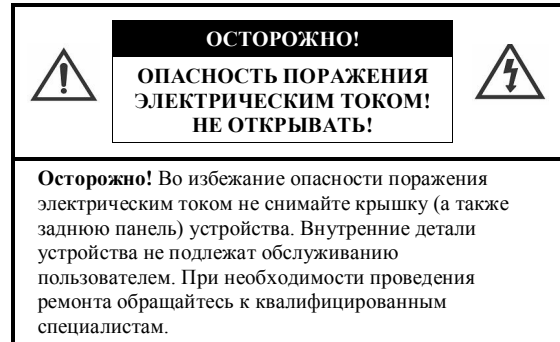 ОСТОРОЖНО!
ОПАСНОСТЬ ПОРАЖЕНИЯ
ЭЛЕКТРИЧЕСКИМ ТОКОМ!
НЕ ОТКРЫВАТЬ!
Осторожно! Во избежание опасности поражения
электрическим током не снимайте крышку (а также
заднюю панель) устройства. Внутренние детали
устройства не подлежат обслуживанию
пользователем. При необходимости проведения
ремонта обращайтесь к квалифицированным
специалистам.